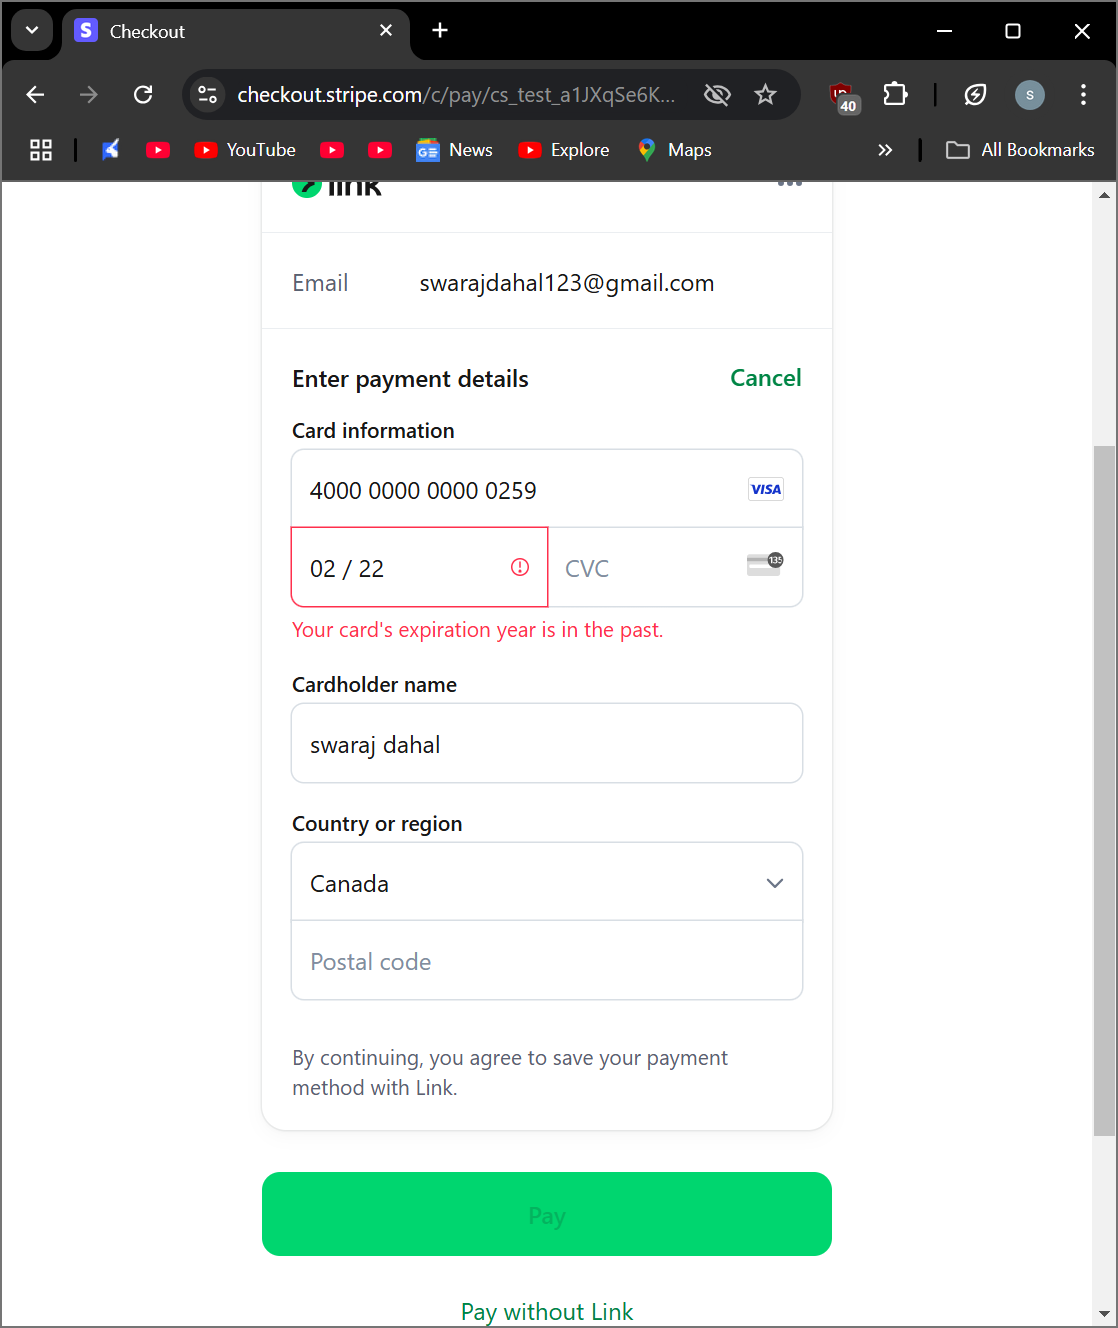 Checkout
checkout.stripe.com/c/pay/cs_test_a1JXqSe6K...
40
S
YouTube
News
Explore
Maps
All Bookmarks
link
Email
swarajdahal123@gmail.com
Enter payment details
Cancel
Card information
4000 0000 0000 0259
VISA
02 / 22
CVC
135
Your card's expiration year is in the past.
Cardholder name
swaraj dahal
Country or region
Canada
Postal code
By continuing, you agree to save your payment
method with Link.
Pay
Pay without Link